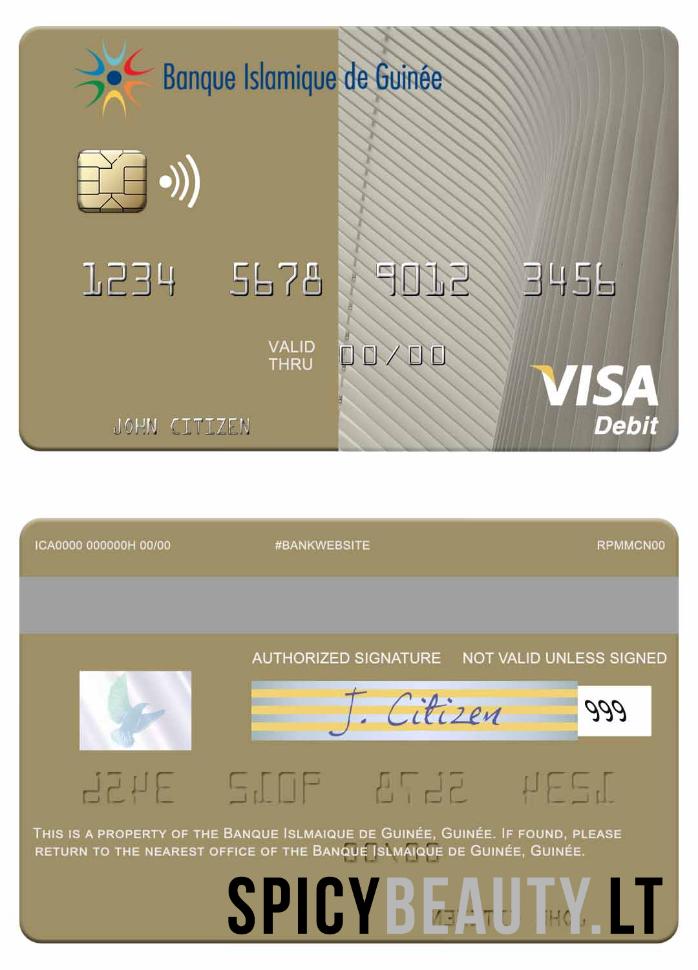 Banque Islamique de Guinée
1234 5678 9012 3456
VALID THRU 00/00
JOHN CITIZEN
VISA
Debit
ICA0000 000000H 00/00 #BANKWEBSITE RPMMCN00
AUTHORIZED SIGNATURE NOT VALID UNLESS SIGNED
J. Citizen 999
THIS IS A PROPERTY OF THE BANQUE ISLMAIQUE DE GUINÉE, GUINÉE. IF FOUND, PLEASE
RETURN TO THE NEAREST OFFICE OF THE BANQUE ISLMAIQUE DE GUINÉE, GUINÉE.
SPICYBEAUTY.LT